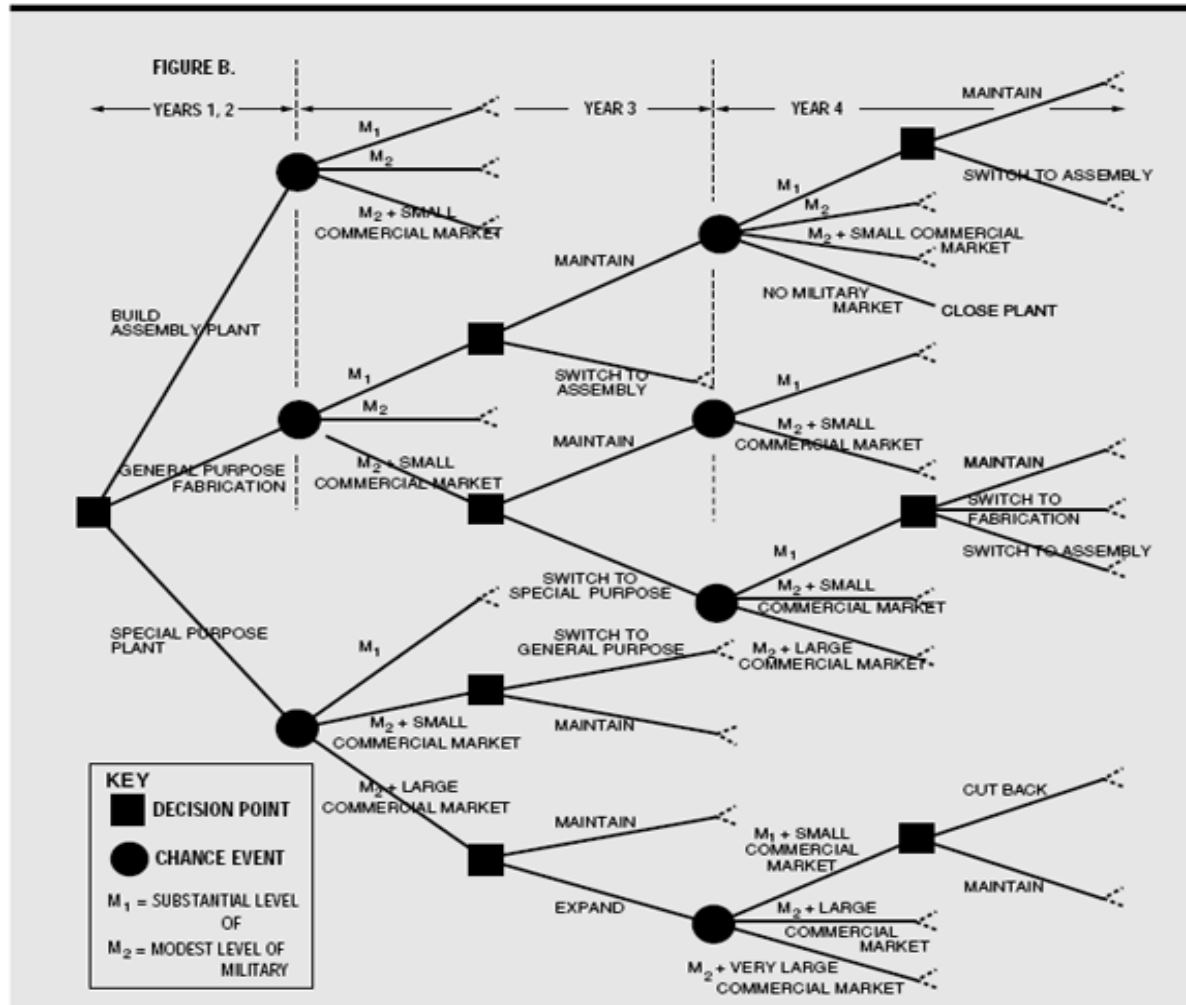 FIGURE B.
YEARS 1, 2
YEAR 3
YEAR 4
M1
M2
M2 + SMALL
COMMERCIAL MARKET
BUILD
ASSEMBLY PLANT
GENERAL PURPOSE
FABRICATION
SPECIAL PURPOSE
PLANT
M1
M2
M2 + SMALL
COMMERCIAL MARKET
M1
M2 + SMALL
COMMERCIAL MARKET
M2 + LARGE
COMMERCIAL MARKET
MAINTAIN
SWITCH TO
ASSEMBLY
MAINTAIN
SWITCH TO
SPECIAL PURPOSE
SWITCH TO
GENERAL PURPOSE
MAINTAIN
MAINTAIN
EXPAND
M1
M2
M2 + SMALL COMMERCIAL
MARKET
NO MILITARY
MARKET
CLOSE PLANT
MAINTAIN
SWITCH TO ASSEMBLY
M1
M2 + SMALL
COMMERCIAL MARKET
M1
M2 + SMALL
COMMERCIAL MARKET
M2 + LARGE
COMMERCIAL MARKET
MAINTAIN
SWITCH TO
FABRICATION
SWITCH TO ASSEMBLY
M1 + SMALL
COMMERCIAL
MARKET
M2 + LARGE
COMMERCIAL
MARKET
M2 + VERY LARGE
COMMERCIAL MARKET
CUT BACK
MAINTAIN
KEY
DECISION POINT
CHANCE EVENT
M1 = SUBSTANTIAL LEVEL
OF
M2 = MODEST LEVEL OF
MILITARY